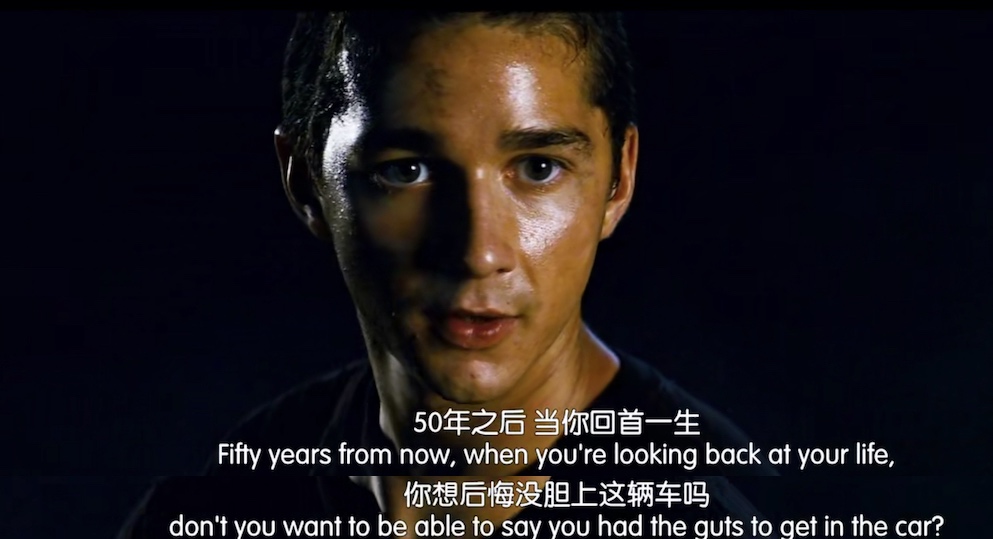 50年之后 当你回首一生
Fifty years from now, when you're looking back at your life,
你想后悔没胆上这辆车吗
don't you want to be able to say you had the guts to get in the car?